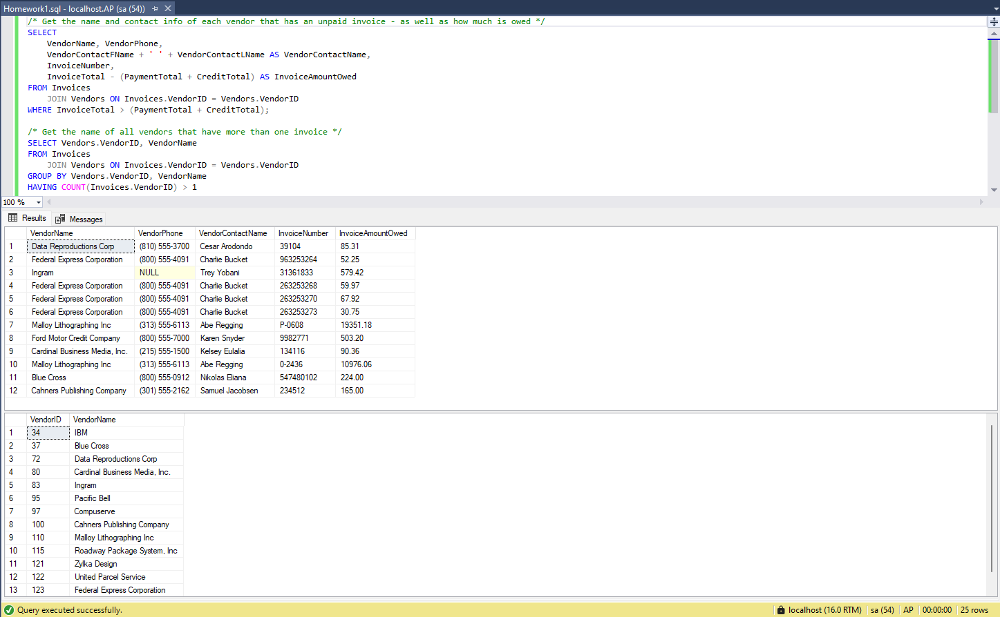 Homework1.sql - localhost.AP (sa (54))
/* Get the name and contact info of each vendor that has an unpaid invoice - as well as how much is owed */
SELECT
    VendorName, VendorPhone,
    VendorContactFName + ' ' + VendorContactLName AS VendorContactName,
    InvoiceNumber,
    InvoiceTotal - (PaymentTotal + CreditTotal) AS InvoiceAmountOwed
FROM Invoices
    JOIN Vendors ON Invoices.VendorID = Vendors.VendorID
WHERE InvoiceTotal > (PaymentTotal + CreditTotal);
/* Get the name of all vendors that have more than one invoice */
SELECT Vendors.VendorID, VendorName
FROM Invoices
    JOIN Vendors ON Invoices.VendorID = Vendors.VendorID
GROUP BY Vendors.VendorID, VendorName
HAVING COUNT(Invoices.VendorID) > 1
100 %
Results Messages
VendorName VendorPhone VendorContactName InvoiceNumber InvoiceAmountOwed
1 Data Reproductions Corp (810) 555-3700 Cesar Arodondo 39104 85.31
2 Federal Express Corporation (800) 555-4091 Charlie Bucket 963253264 52.25
3 Ingram NULL Trey Yobani 31361833 579.42
4 Federal Express Corporation (800) 555-4091 Charlie Bucket 263253268 59.97
5 Federal Express Corporation (800) 555-4091 Charlie Bucket 263253270 67.92
6 Federal Express Corporation (800) 555-4091 Charlie Bucket 263253273 30.75
7 Malloy Lithographing Inc (313) 555-6113 Abe Regging P-0608 19351.18
8 Ford Motor Credit Company (800) 555-7000 Karen Snyder 9982771 503.20
9 Cardinal Business Media, Inc. (215) 555-1500 Kelsey Eulalia 134116 90.36
10 Malloy Lithographing Inc (313) 555-6113 Abe Regging 0-2436 10976.06
11 Blue Cross (800) 555-0912 Nikolas Eliana 547480102 224.00
12 Cahners Publishing Company (301) 555-2162 Samuel Jacobsen 234512 165.00
VendorID VendorName
1 34 IBM
2 37 Blue Cross
3 72 Data Reproductions Corp
4 80 Cardinal Business Media, Inc.
5 83 Ingram
6 95 Pacific Bell
7 97 Compuserve
8 100 Cahners Publishing Company
9 110 Malloy Lithographing Inc
10 115 Roadway Package System, Inc
11 121 Zylka Design
12 122 United Parcel Service
13 123 Federal Express Corporation
Query executed successfully. localhost (16.0 RTM) sa (54) AP 00:00:00 25 rows